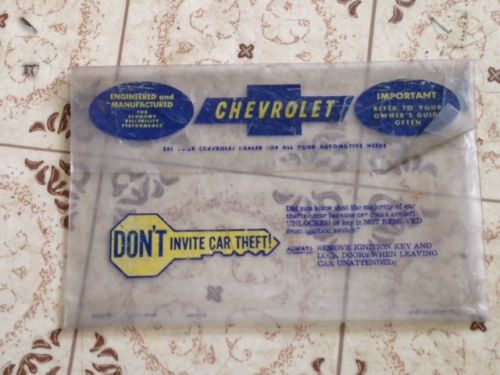 ENGINEERED and
MANUFACTURED
FOR
ECONOMY
RELIABILITY
PERFORMANCE
CHEVROLET
IMPORTANT
REFER TO YOUR
OWNER'S GUIDE
OFTEN
SEE YOUR CHEVROLET DEALER FOR ALL YOUR AUTOMOTIVE NEEDS
DON'T INVITE CAR THEFT!
Did you know that the majority of car
thefts occur because car doors are left
UNLOCKED or key is NOT REMOVED
from ignition switch?
ALWAYS REMOVE IGNITION KEY AND
LOCK DOORS WHEN LEAVING
CAR UNATTENDED!